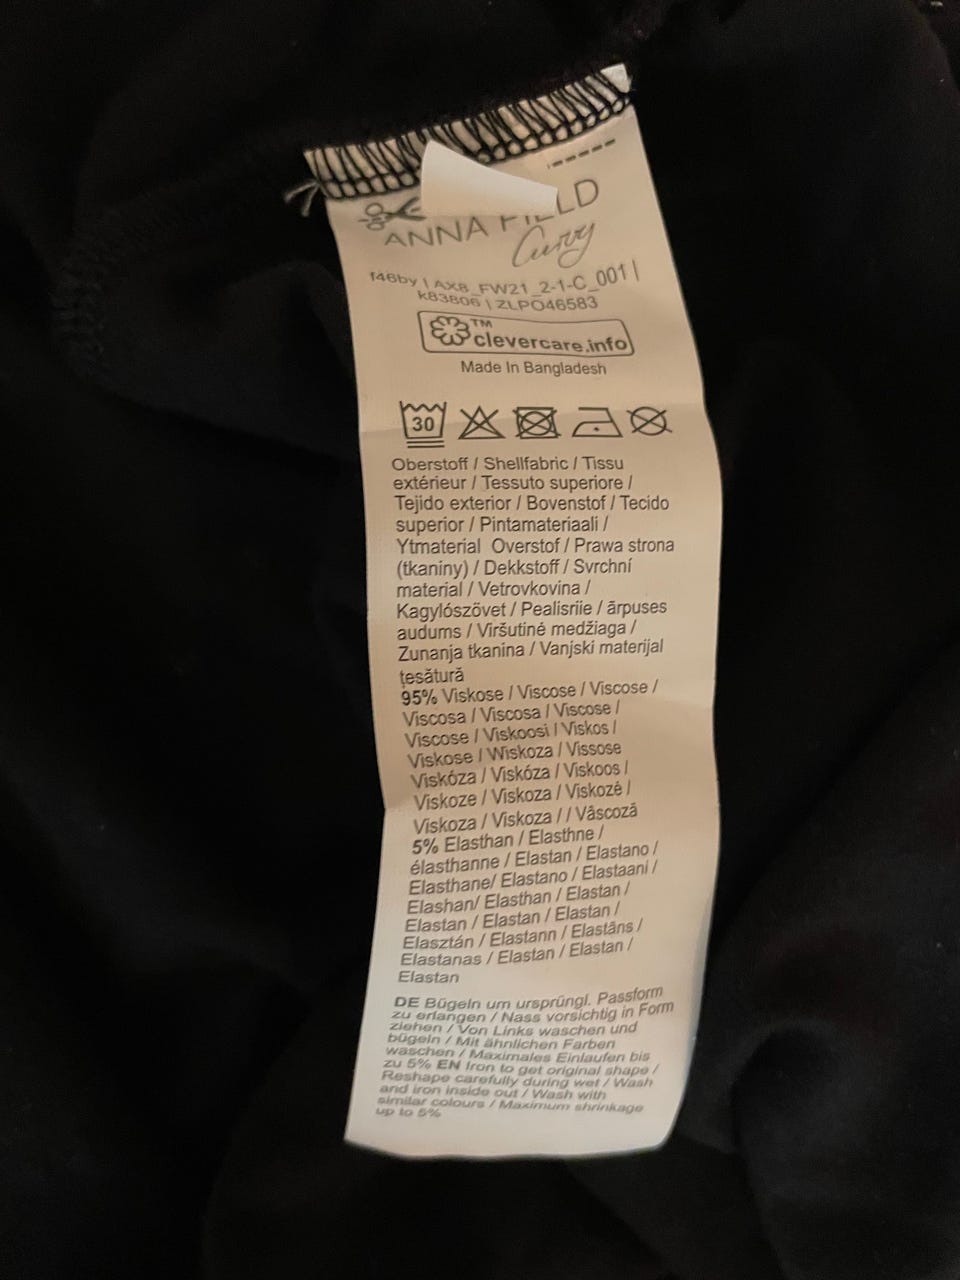 ANNA FIELD
Curvy
f46by | AX8_FW21_2-1-C_001 |
k83806 | ZLPO46583
TM
clevercare.info
Made In Bangladesh
30
Oberstoff / Shellfabric / Tissu
extérieur / Tessuto superiore /
Tejido exterior / Bovenstof / Tecido
superior / Pintamateriaali /
Ytmaterial Overstof / Prawa strona
(tkaniny) / Dekkstoff / Svrchní
material / Vetrovkovina /
Kagylószövet / Pealisriie / ārpuses
audums / Viršutinė medžiaga /
Zunanja tkanina / Vanjski materijal
țesătură
95% Viskose / Viscose / Viscose /
Viscosa / Viscosa / Viscose /
Viscose / Viskoosi / Viskos /
Viskose / Wiskoza / Vissose
Viskóza / Viskóza / Viskoos /
Viskoze / Viskoza / Viskozė /
Viskoza / Viskoza / / Vâscoză
5% Elasthan / Elasthne /
élasthanne / Elastan / Elastano /
Elasthane/ Elastano / Elastaani /
Elashan/ Elasthan / Elastan /
Elastan / Elastan / Elastan /
Elasztán / Elastann / Elastāns /
Elastanas / Elastan / Elastan /
Elastan
DE Bügeln um ursprüngl. Passform
zu erlangen / Nass vorsichtig in Form
ziehen / Von Links waschen und
bügeln / Mit ähnlichen Farben
waschen / Maximales Einlaufen bis
zu 5% EN Iron to get original shape /
Reshape carefully during wet / Wash
and iron inside out / Wash with
similar colours / Maximum shrinkage
up to 5%